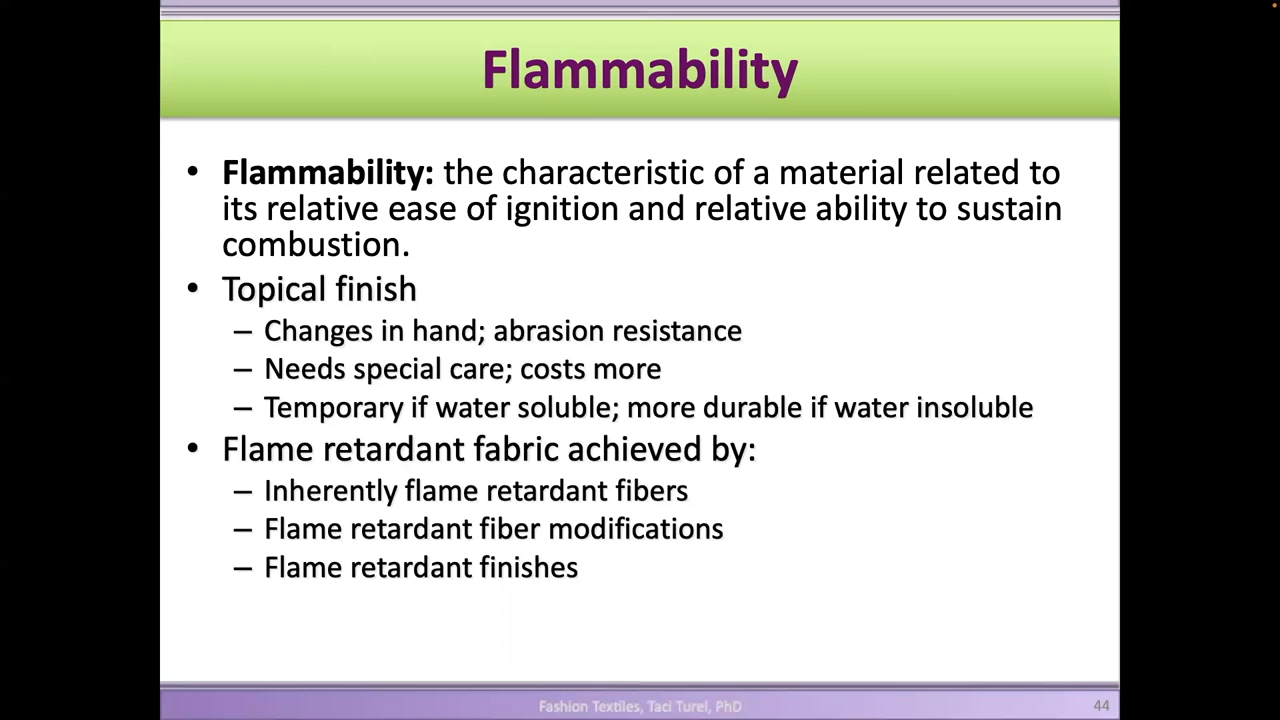 Flammability
• Flammability: the characteristic of a material related to
its relative ease of ignition and relative ability to sustain
combustion.
• Topical finish
– Changes in hand; abrasion resistance
– Needs special care; costs more
– Temporary if water soluble; more durable if water insoluble
• Flame retardant fabric achieved by:
– Inherently flame retardant fibers
– Flame retardant fiber modifications
– Flame retardant finishes
Fashion Textiles, Taci Turel, PhD
44